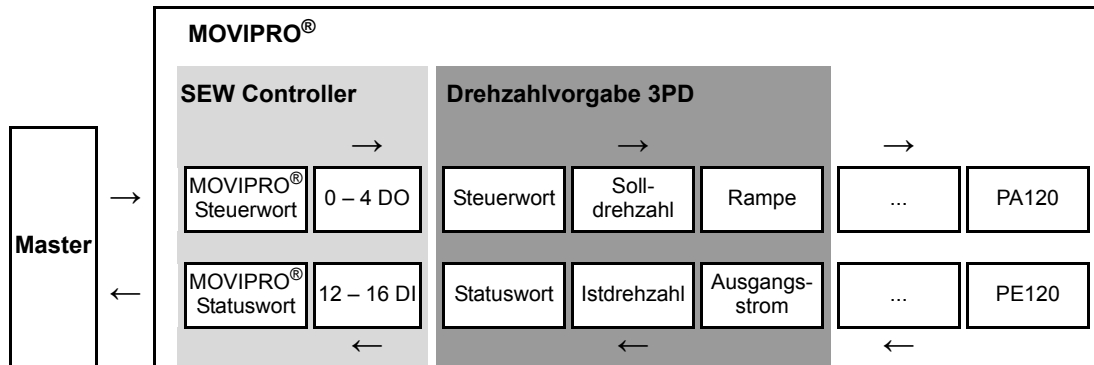 MOVIPRO®
SEW Controller
Drehzahlvorgabe 3PD
→
→
→
Master
→
MOVIPRO®
Steuerwort
0 – 4 DO
Steuerwort
Soll-
drehzahl
Rampe
...
PA120
←
MOVIPRO®
Statuswort
12 – 16 DI
Statuswort
Istdrehzahl
Ausgangs-
strom
...
PE120
←
←
←